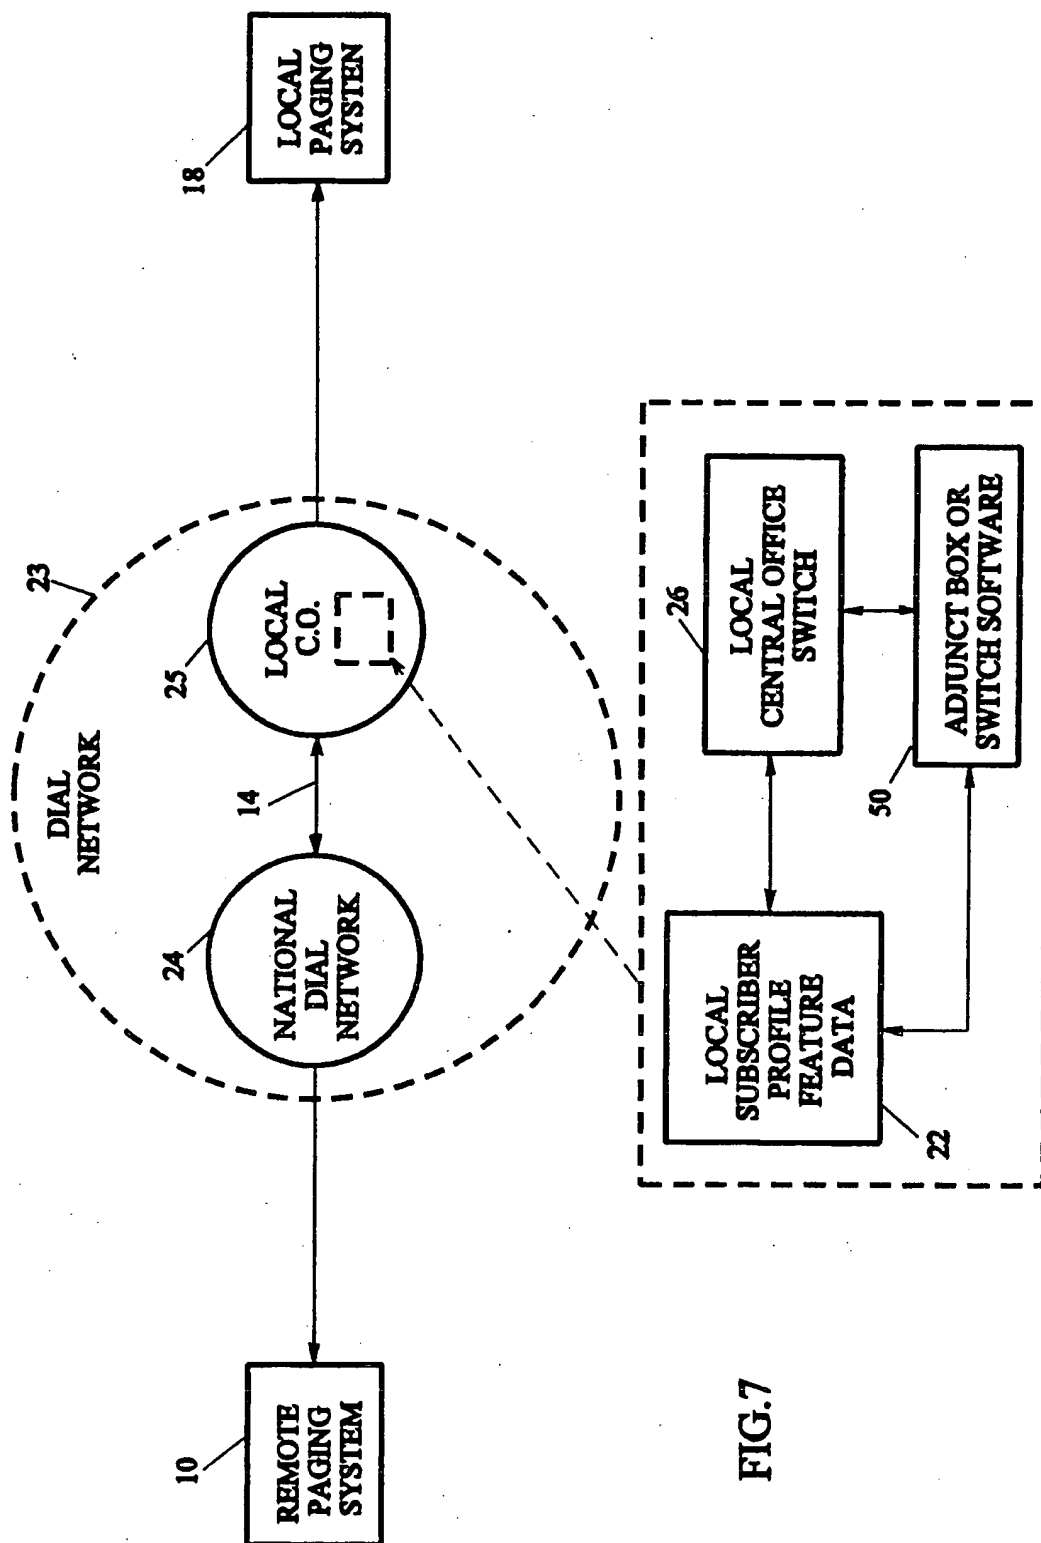 10
REMOTE
PAGING
SYSTEM
DIAL
NETWORK
23
24
NATIONAL
DIAL
NETWORK
14
25
LOCAL
C.O.
18
LOCAL
PAGING
SYSTEN
LOCAL
SUBSCRIBER
PROFILE
FEATURE
DATA
22
26
LOCAL
CENTRAL OFFICE
SWITCH
50
ADJUNCT BOX OR
SWITCH SOFTWARE
FIG.7